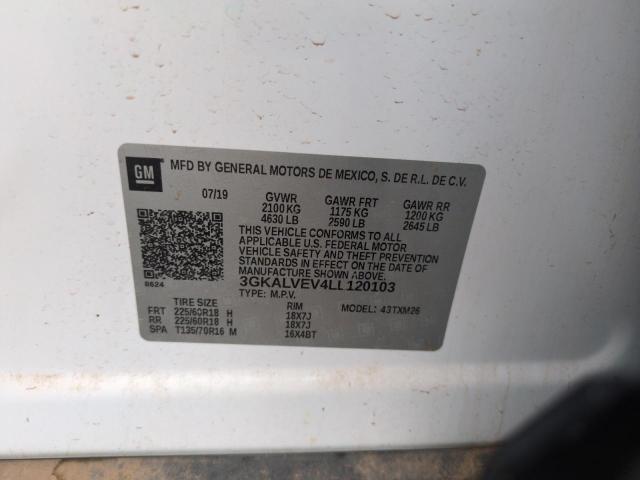 GM MFD BY GENERAL MOTORS DE MEXICO, S. DE R.L. DE C.V.
07/19 GVWR GAWR FRT GAWR RR
2100 KG 1175 KG 1200 KG
4630 LB 2590 LB 2645 LB
THIS VEHICLE CONFORMS TO ALL
APPLICABLE U.S. FEDERAL MOTOR
VEHICLE SAFETY AND THEFT PREVENTION
STANDARDS IN EFFECT ON THE DATE OF
MANUFACTURE SHOWN ABOVE.
8624
3GKALVEV4LL120103
TYPE: M.P.V.
TIRE SIZE RIM MODEL: 43TXM26
FRT 225/60R18 H 18X7J
RR 225/60R18 H 18X7J
SPA T135/70R16 M 16X4BT